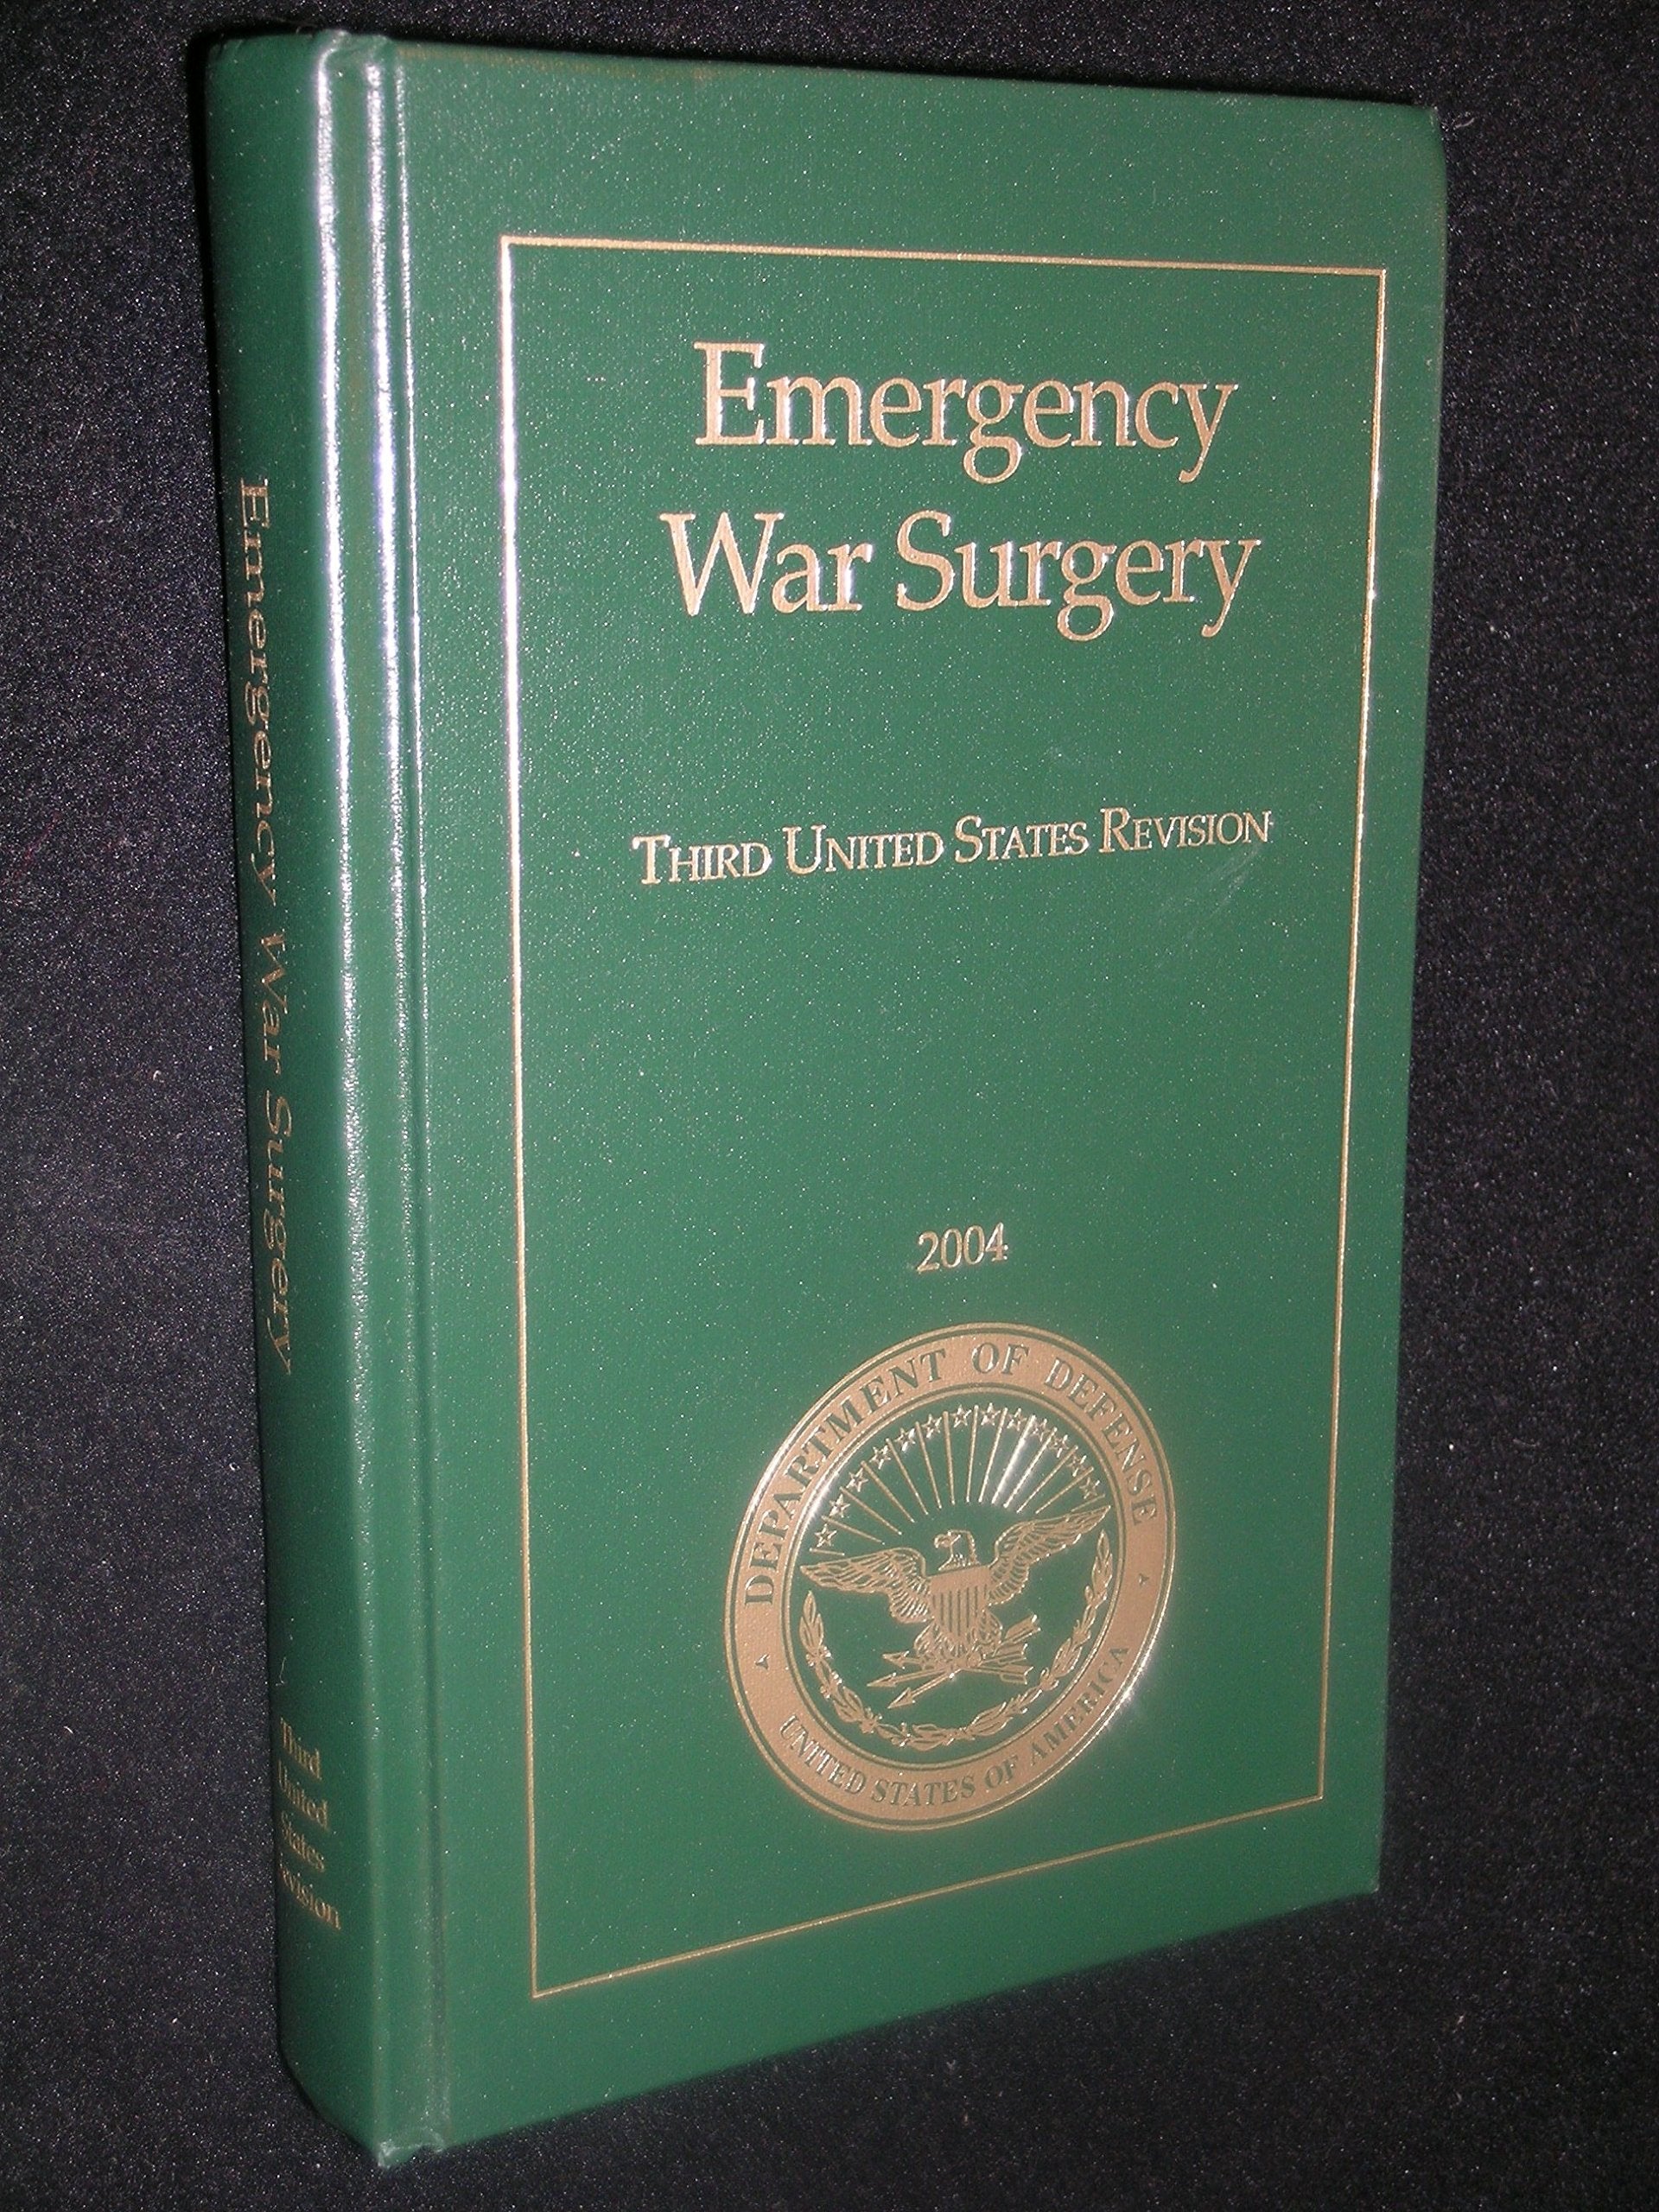 Emergency
War Surgery
THIRD UNITED STATES REVISION
2004
DEPARTMENT OF DEFENSE
UNITED STATES OF AMERICA
Emergency War Surgery
Third
United
States